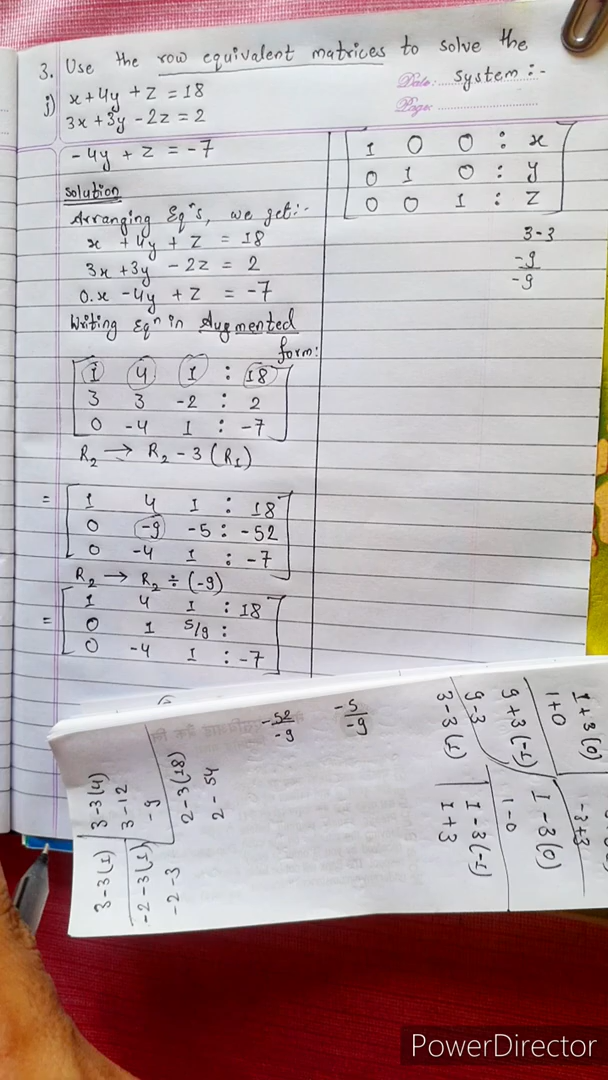 3. Use the row equivalent matrices to solve the
Date: system:-
Page:
i) x+4y+z=18
3x+3y-2z=2
-4y+z=-7
solution
Arranging Eqⁿs, we get:-
x+4y+z=18
3x+3y-2z=2
0.x-4y+z=-7
Writing Eqⁿ in Augmented
form:
1 4 1 : 18
3 3 -2 : 2
0 -4 1 : -7
R₂ → R₂-3(R₁)
= 1 4 1 : 18
0 -9 -5 : -52
0 -4 1 : -7
R₂ → R₂ ÷ (-9)
= 1 4 1 : 18
0 1 5/9 :
0 -4 1 : -7
1 0 0 : x
0 1 0 : y
0 0 1 : z
3-3
-9
-9
3-3(1)
3-3(4)
3-12
-9
-2-3(1)
-2-3
2-3(18)
2-54
-52/-9
-5/-9
3-3(1)
9-3
9+3(-1)
1+0
1+3(0)
1+3
1-3(-1)
1-0
1-3(0)
-3+3
PowerDirector